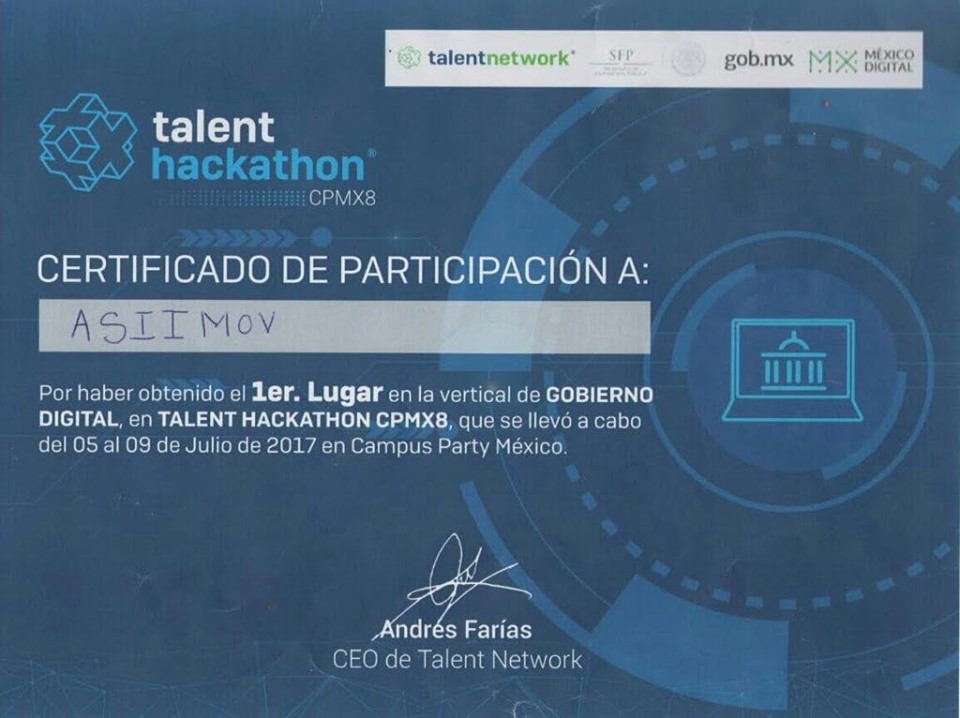 talentnetwork®
SFP
gob.mx
MÉXICO
DIGITAL
talent
hackathon®
CPMX8
CERTIFICADO DE PARTICIPACIÓN A:
ASIIMOV
Por haber obtenido el 1er. Lugar en la vertical de GOBIERNO
DIGITAL, en TALENT HACKATHON CPMX8, que se llevó a cabo
del 05 al 09 de Julio de 2017 en Campus Party México.
Andrés Farías
CEO de Talent Network